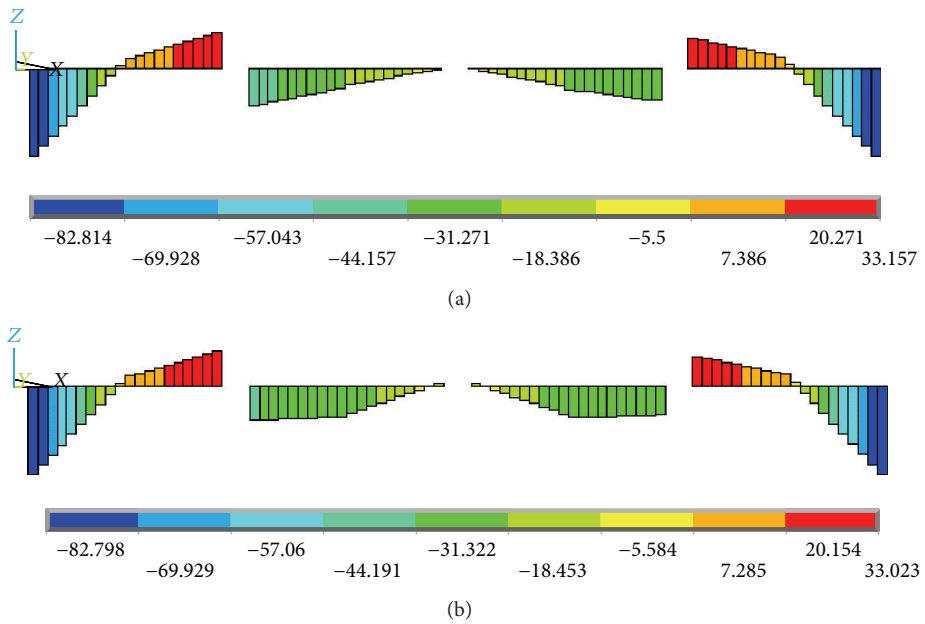 Z
Y X
−82.814 −57.043 −31.271 −5.5 20.271
−69.928 −44.157 −18.386 7.386 33.157
(a)
Z
Y X
−82.798 −57.06 −31.322 −5.584 20.154
−69.929 −44.191 −18.453 7.285 33.023
(b)